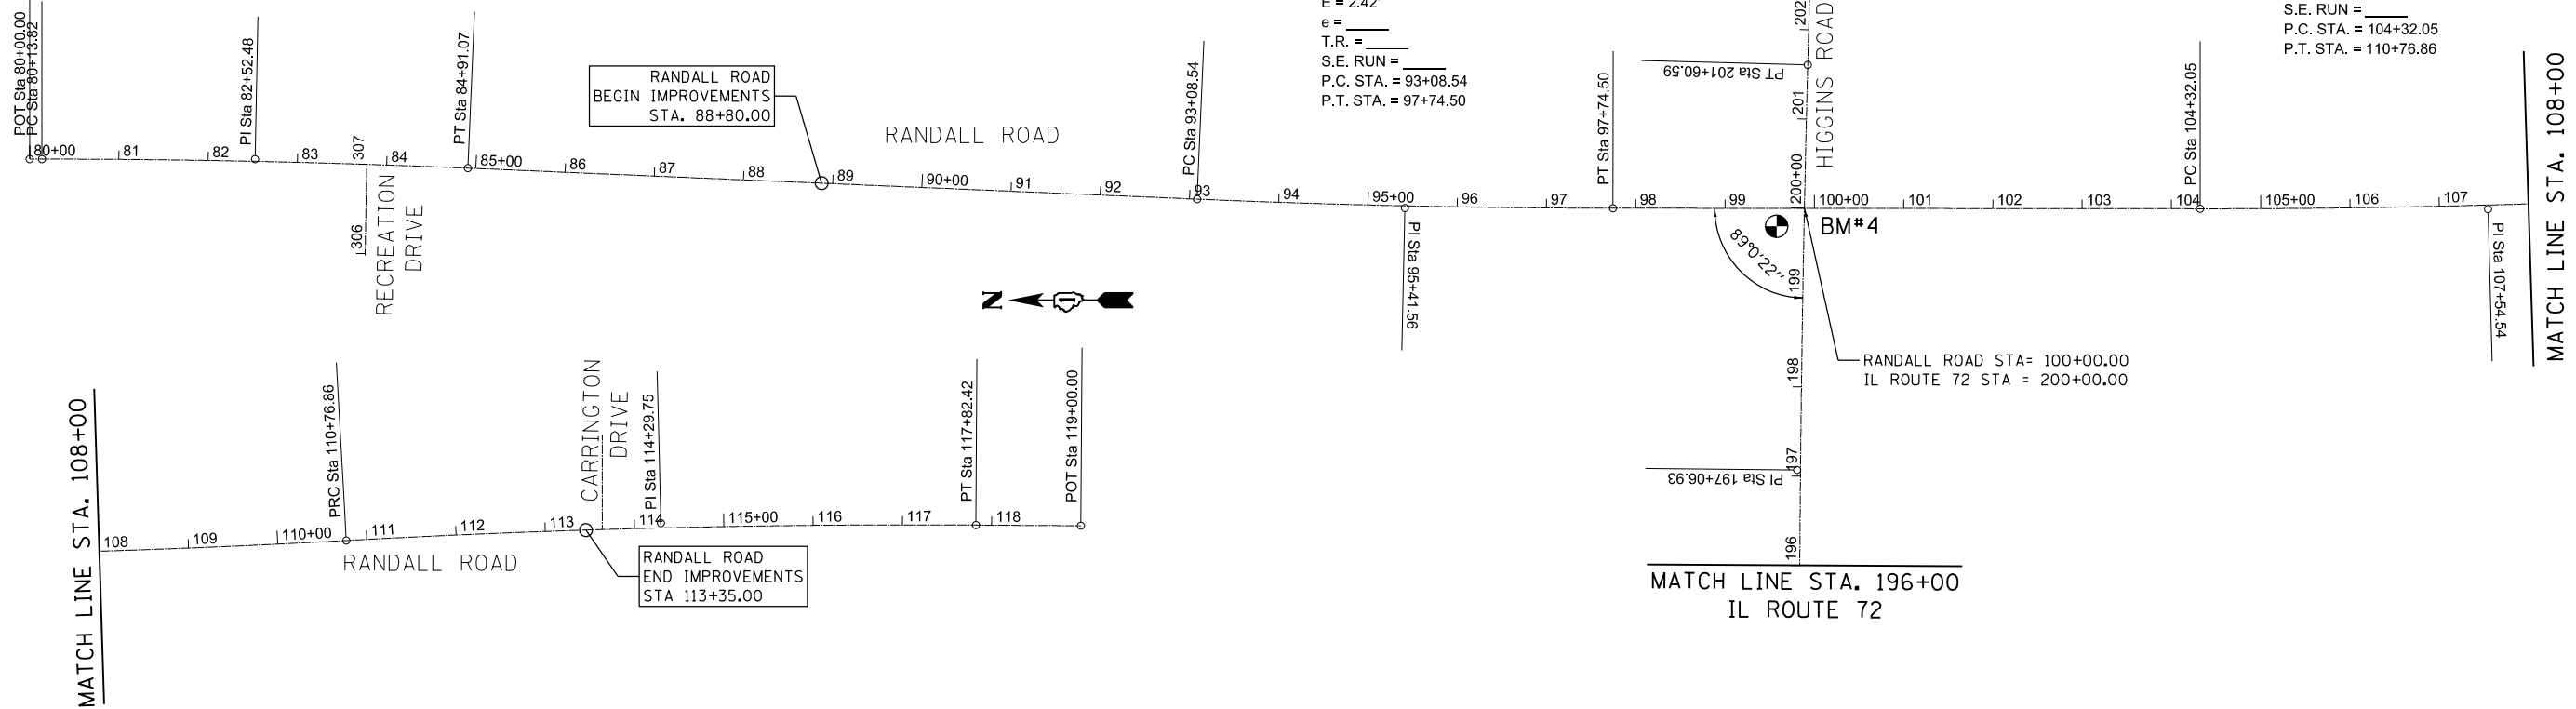 E = 2.42'
e = ____
T.R. = ____
S.E. RUN = ____
P.C. STA. = 93+08.54
P.T. STA. = 97+74.50
S.E. RUN = ____
P.C. STA. = 104+32.05
P.T. STA. = 110+76.86
POT Sta 80+00.00
PC Sta 80+13.82
PI Sta 82+52.48
PT Sta 84+91.07
RANDALL ROAD
BEGIN IMPROVEMENTS
STA. 88+80.00
RANDALL ROAD
PC Sta 93+08.54
PT Sta 97+74.50
PT Sta 201+60.59
202
201
HIGGINS ROAD
200+00
PC Sta 104+32.05
MATCH LINE STA. 108+00
80+00 81 82 83 307 84 85+00 86 87 88 89 90+00 91 92 93 94 95+00 96 97 98 99 100+00 101 102 103 104 105+00 106 107
306
RECREATION
DRIVE
PI Sta 95+41.56
BM#4
89°0'22"
199
PI Sta 107+54.54
N
1
RANDALL ROAD STA= 100+00.00
IL ROUTE 72 STA = 200+00.00
198
197
PI Sta 197+06.93
196
MATCH LINE STA. 196+00
IL ROUTE 72
MATCH LINE STA. 108+00
PRC Sta 110+76.86
CARRINGTON
DRIVE
PI Sta 114+29.75
PT Sta 117+82.42
POT Sta 119+00.00
108 109 110+00 111 112 113 114 115+00 116 117 118
RANDALL ROAD
RANDALL ROAD
END IMPROVEMENTS
STA 113+35.00